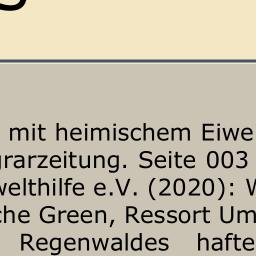 mit heimischem Eiwe
grarzeitung. Seite 003
welthilfe e.V. (2020): W
che Green, Ressort Um
Regenwaldes hafte